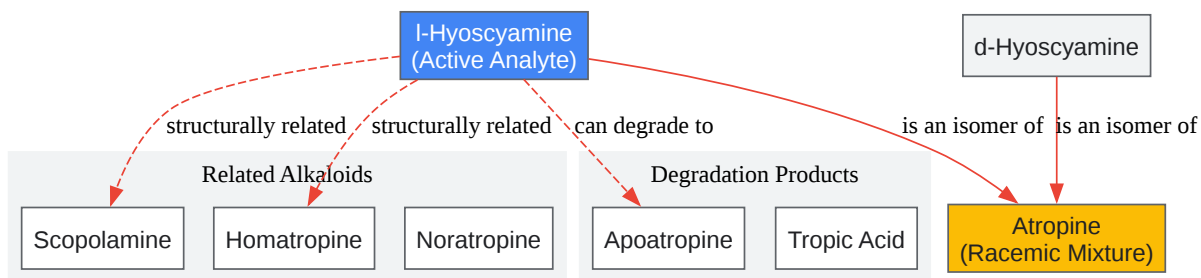 l-Hyoscyamine
(Active Analyte)
d-Hyoscyamine
structurally related
structurally related
can degrade to
is an isomer of
is an isomer of
Related Alkaloids
Degradation Products
Scopolamine
Homatropine
Noratropine
Apoatropine
Tropic Acid
Atropine
(Racemic Mixture)